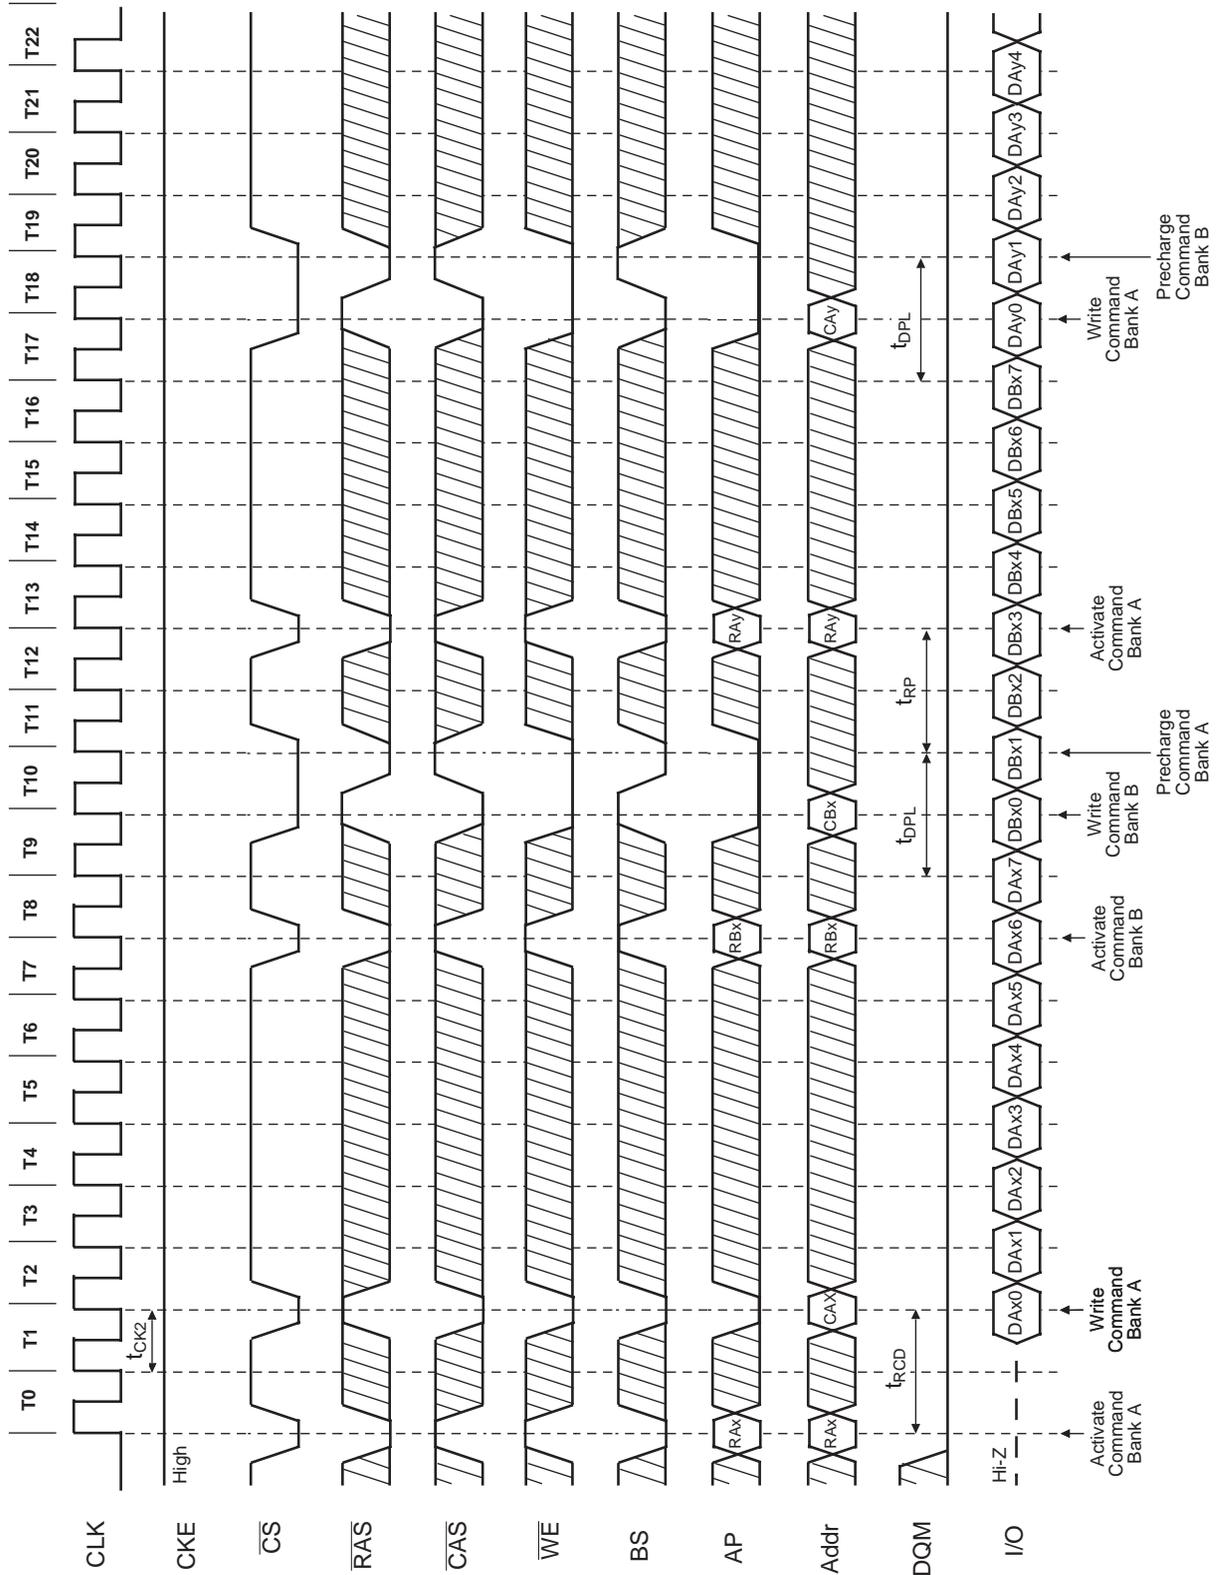 T0 T1 T2 T3 T4 T5 T6 T7 T8 T9 T10 T11 T12 T13 T14 T15 T16 T17 T18 T19 T20 T21 T22
CLK
tCK2
CKE
High
CS
RAS
CAS
WE
BS
AP
RAx RBx RAy
Addr
RAx CAX RBx CBx RAy CAy
DQM
tRCD tDPL tRP tDPL
I/O
Hi-Z
DAx0 DAx1 DAx2 DAx3 DAx4 DAx5 DAx6 DAx7 DBx0 DBx1 DBx2 DBx3 DBx4 DBx5 DBx6 DBx7 DAy0 DAy1 DAy2 DAy3 DAy4
Activate
Command
Bank A
Write
Command
Bank A
Activate
Command
Bank B
Write
Command
Bank B
Precharge
Command
Bank A
Activate
Command
Bank A
Write
Command
Bank A
Precharge
Command
Bank B